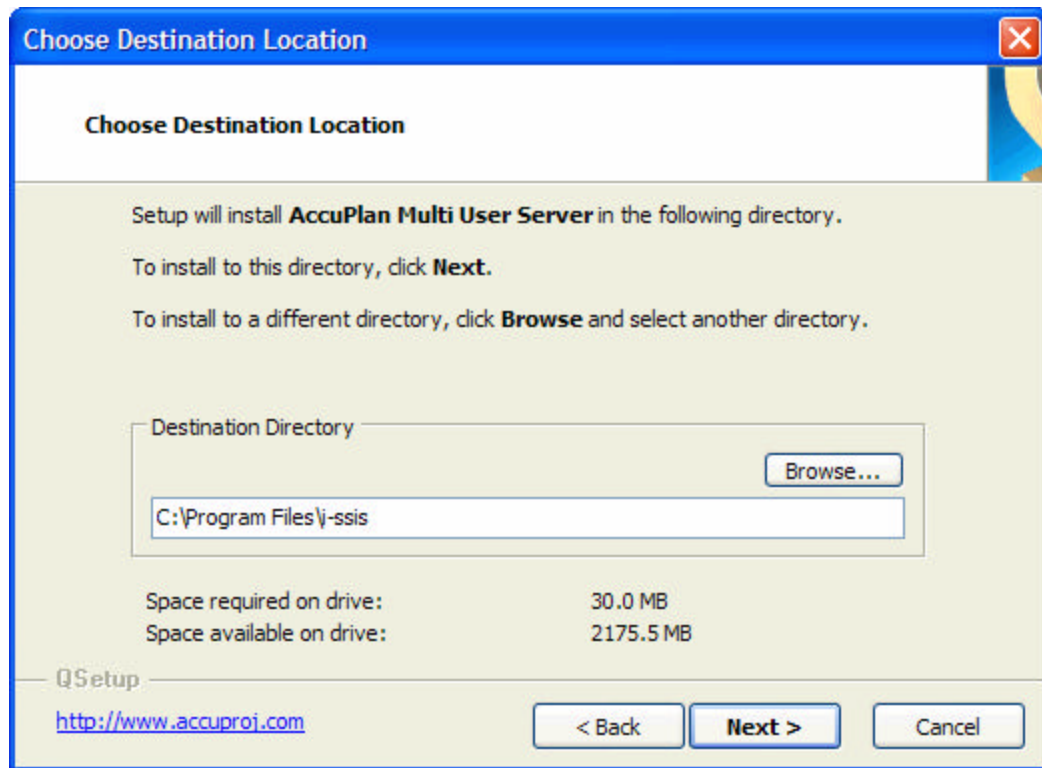 Choose Destination Location
Choose Destination Location
Setup will install AccuPlan Multi User Server in the following directory.
To install to this directory, click Next.
To install to a different directory, click Browse and select another directory.
Destination Directory
Browse...
C:\Program Files\i-ssis
Space required on drive: 30.0 MB
Space available on drive: 2175.5 MB
QSetup
http://www.accuproj.com
< Back
Next >
Cancel